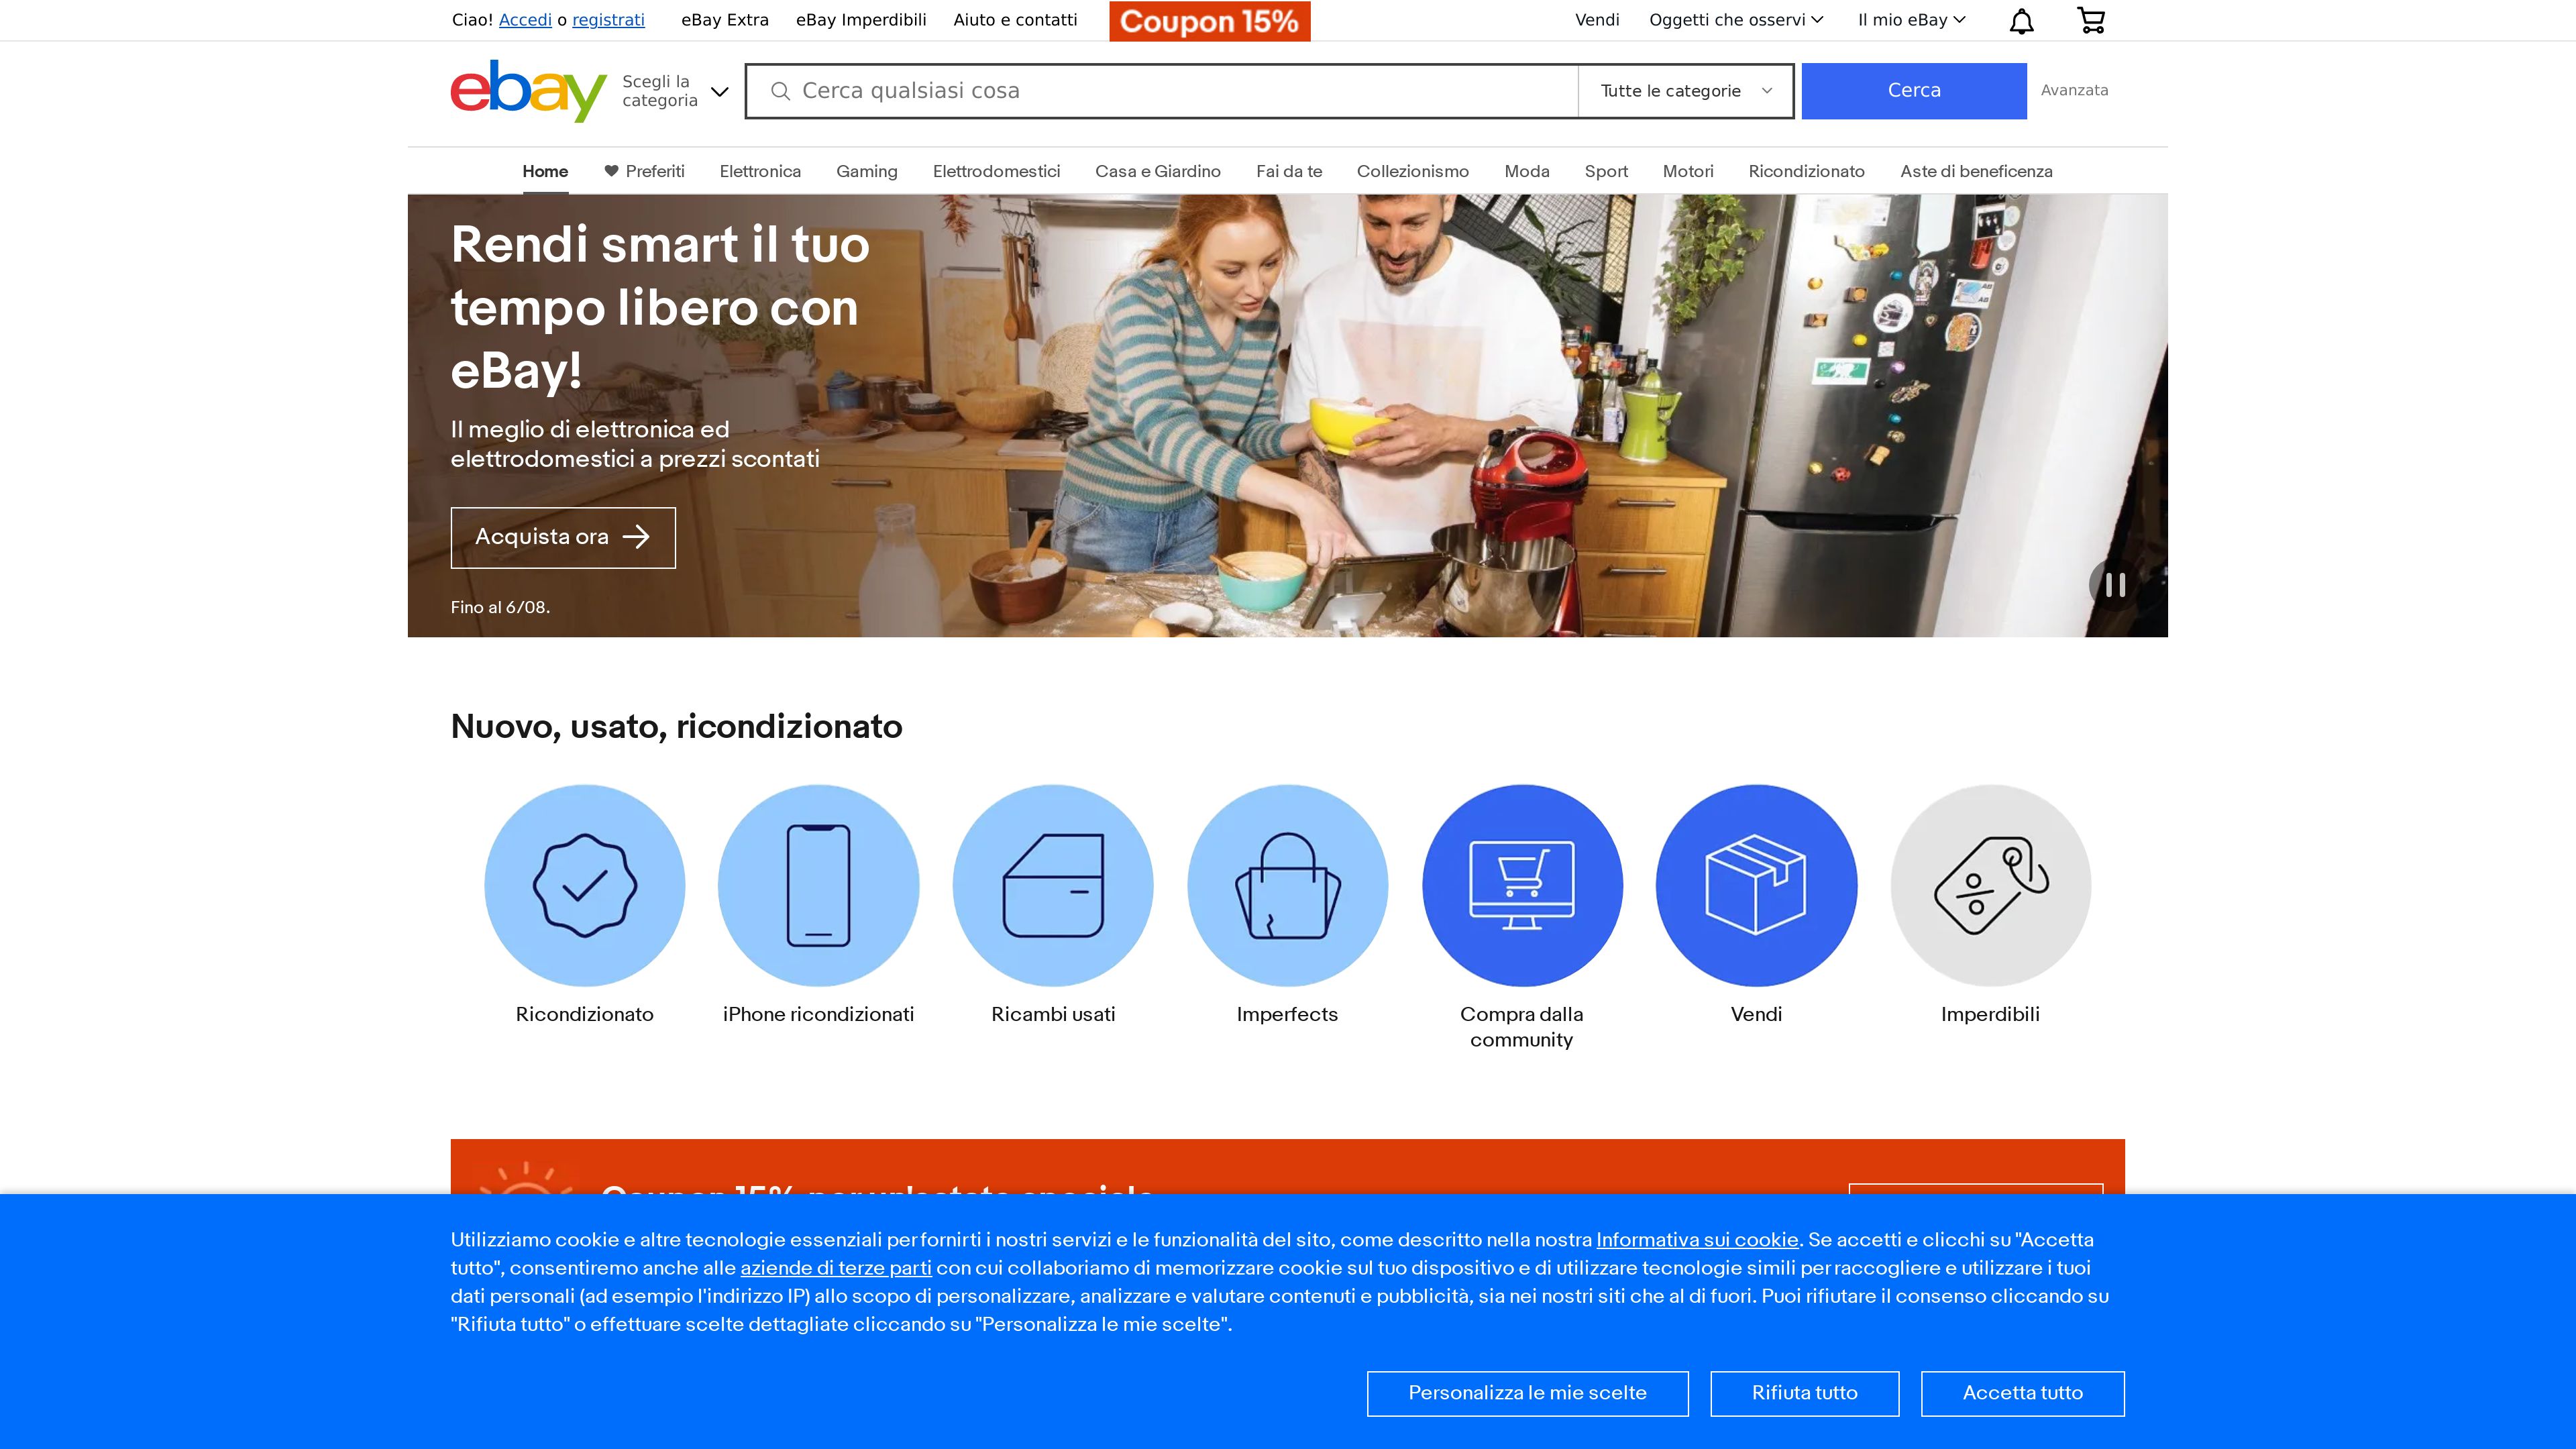 Ciao! Accedi o registrati
eBay Extra
eBay Imperdibili
Aiuto e contatti
Coupon 15%
Vendi
Oggetti che osservi
Il mio eBay
ebay
Scegli la
categoria
Cerca qualsiasi cosa
Tutte le categorie
Cerca
Avanzata
Home
Preferiti
Elettronica
Gaming
Elettrodomestici
Casa e Giardino
Fai da te
Collezionismo
Moda
Sport
Motori
Ricondizionato
Aste di beneficenza
Rendi smart il tuo
tempo libero con
eBay!
Il meglio di elettronica ed
elettrodomestici a prezzi scontati
Acquista ora
Fino al 6/08.
Nuovo, usato, ricondizionato
Ricondizionato
iPhone ricondizionati
Ricambi usati
Imperfects
Compra dalla
community
Vendi
Imperdibili
Coupon 15% per un'estate speciale
Utilizziamo cookie e altre tecnologie essenziali per fornirti i nostri servizi e le funzionalità del sito, come descritto nella nostra Informativa sui cookie. Se accetti e clicchi su "Accetta
tutto", consentiremo anche alle aziende di terze parti con cui collaboriamo di memorizzare cookie sul tuo dispositivo e di utilizzare tecnologie simili per raccogliere e utilizzare i tuoi
dati personali (ad esempio l'indirizzo IP) allo scopo di personalizzare, analizzare e valutare contenuti e pubblicità, sia nei nostri siti che al di fuori. Puoi rifiutare il consenso cliccando su
"Rifiuta tutto" o effettuare scelte dettagliate cliccando su "Personalizza le mie scelte".
Personalizza le mie scelte
Rifiuta tutto
Accetta tutto